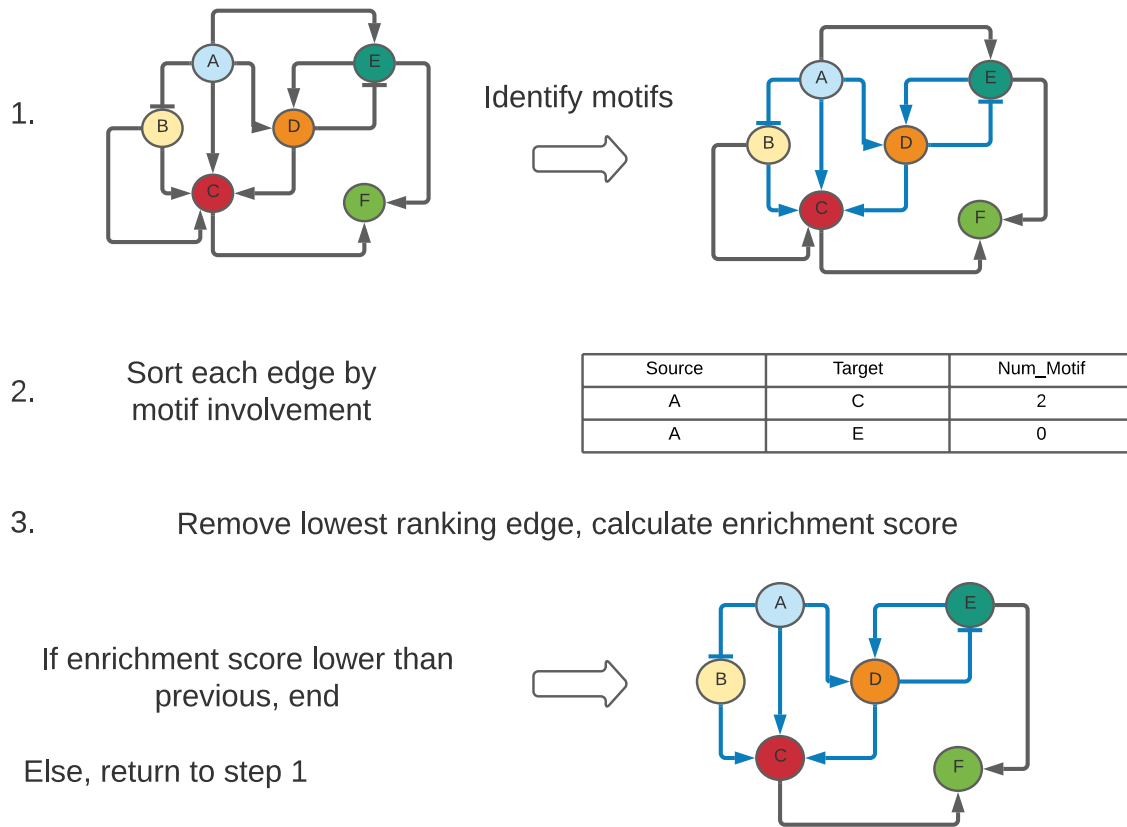 1.
A
E
B
D
C
F
Identify motifs
A
E
B
D
C
F
2.
Sort each edge by
motif involvement
Source Target Num_Motif
A C 2
A E 0
3.
Remove lowest ranking edge, calculate enrichment score
If enrichment score lower than
previous, end
Else, return to step 1
A
E
B
D
C
F